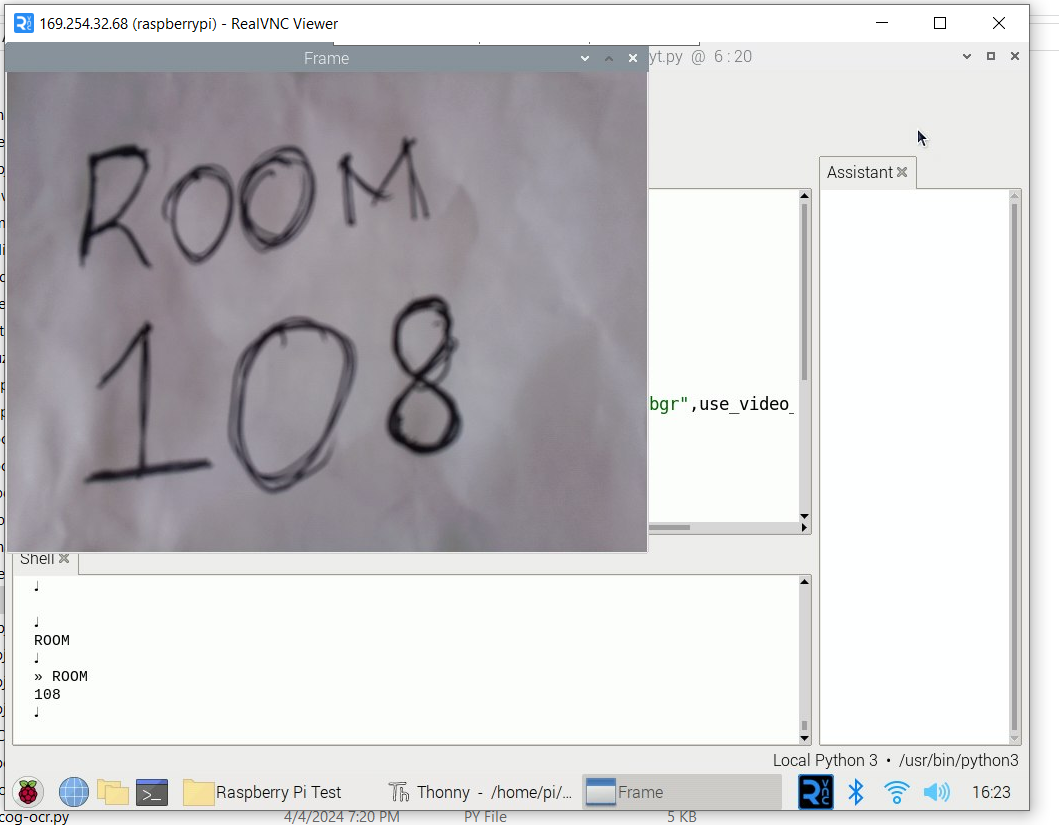 169.254.32.68 (raspberrypi) - RealVNC Viewer
Frame
yt.py @ 6 : 20
ROOM
108
Assistant
bgr",use_video_
Shell
♩
♩
ROOM
♩
» ROOM
108
♩
Local Python 3 • /usr/bin/python3
Raspberry Pi Test
Thonny - /home/pi/...
Frame
16:23
cog-ocr.py
4/4/2024 7:20 PM
PY File
5 KB